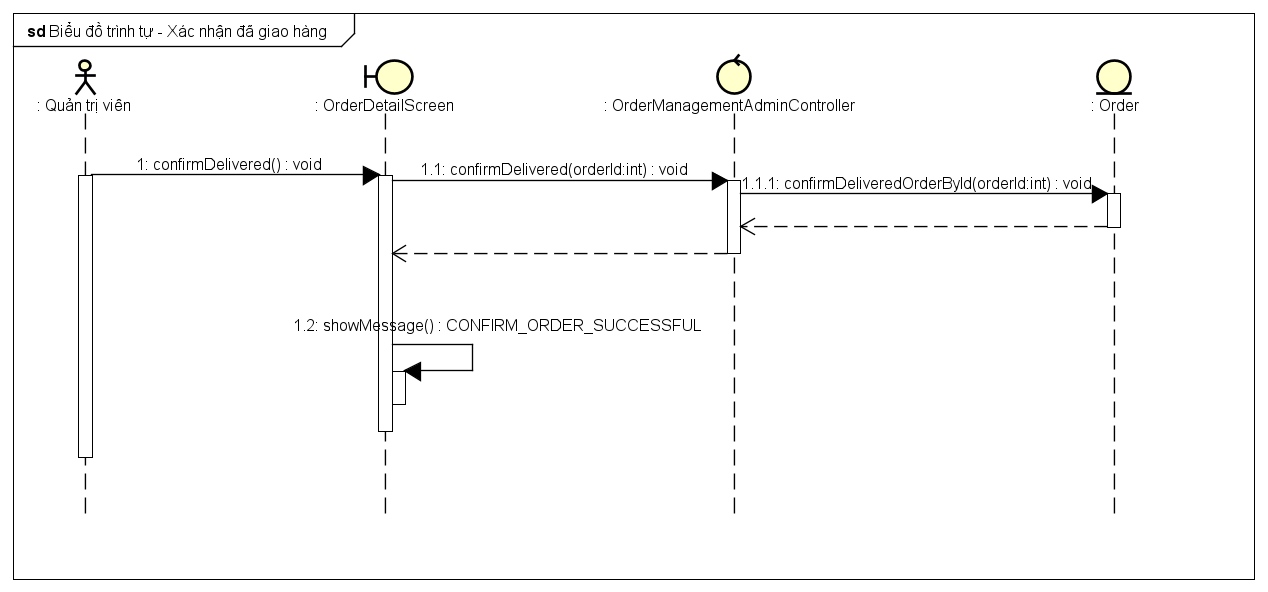 sd Biểu đồ trình tự - Xác nhận đã giao hàng
: Quản trị viên
: OrderDetailScreen
: OrderManagementAdminController
: Order
1: confirmDelivered() : void
1.1: confirmDelivered(orderId:int) : void
1.1.1: confirmDeliveredOrderById(orderId:int) : void
1.2: showMessage() : CONFIRM_ORDER_SUCCESSFUL